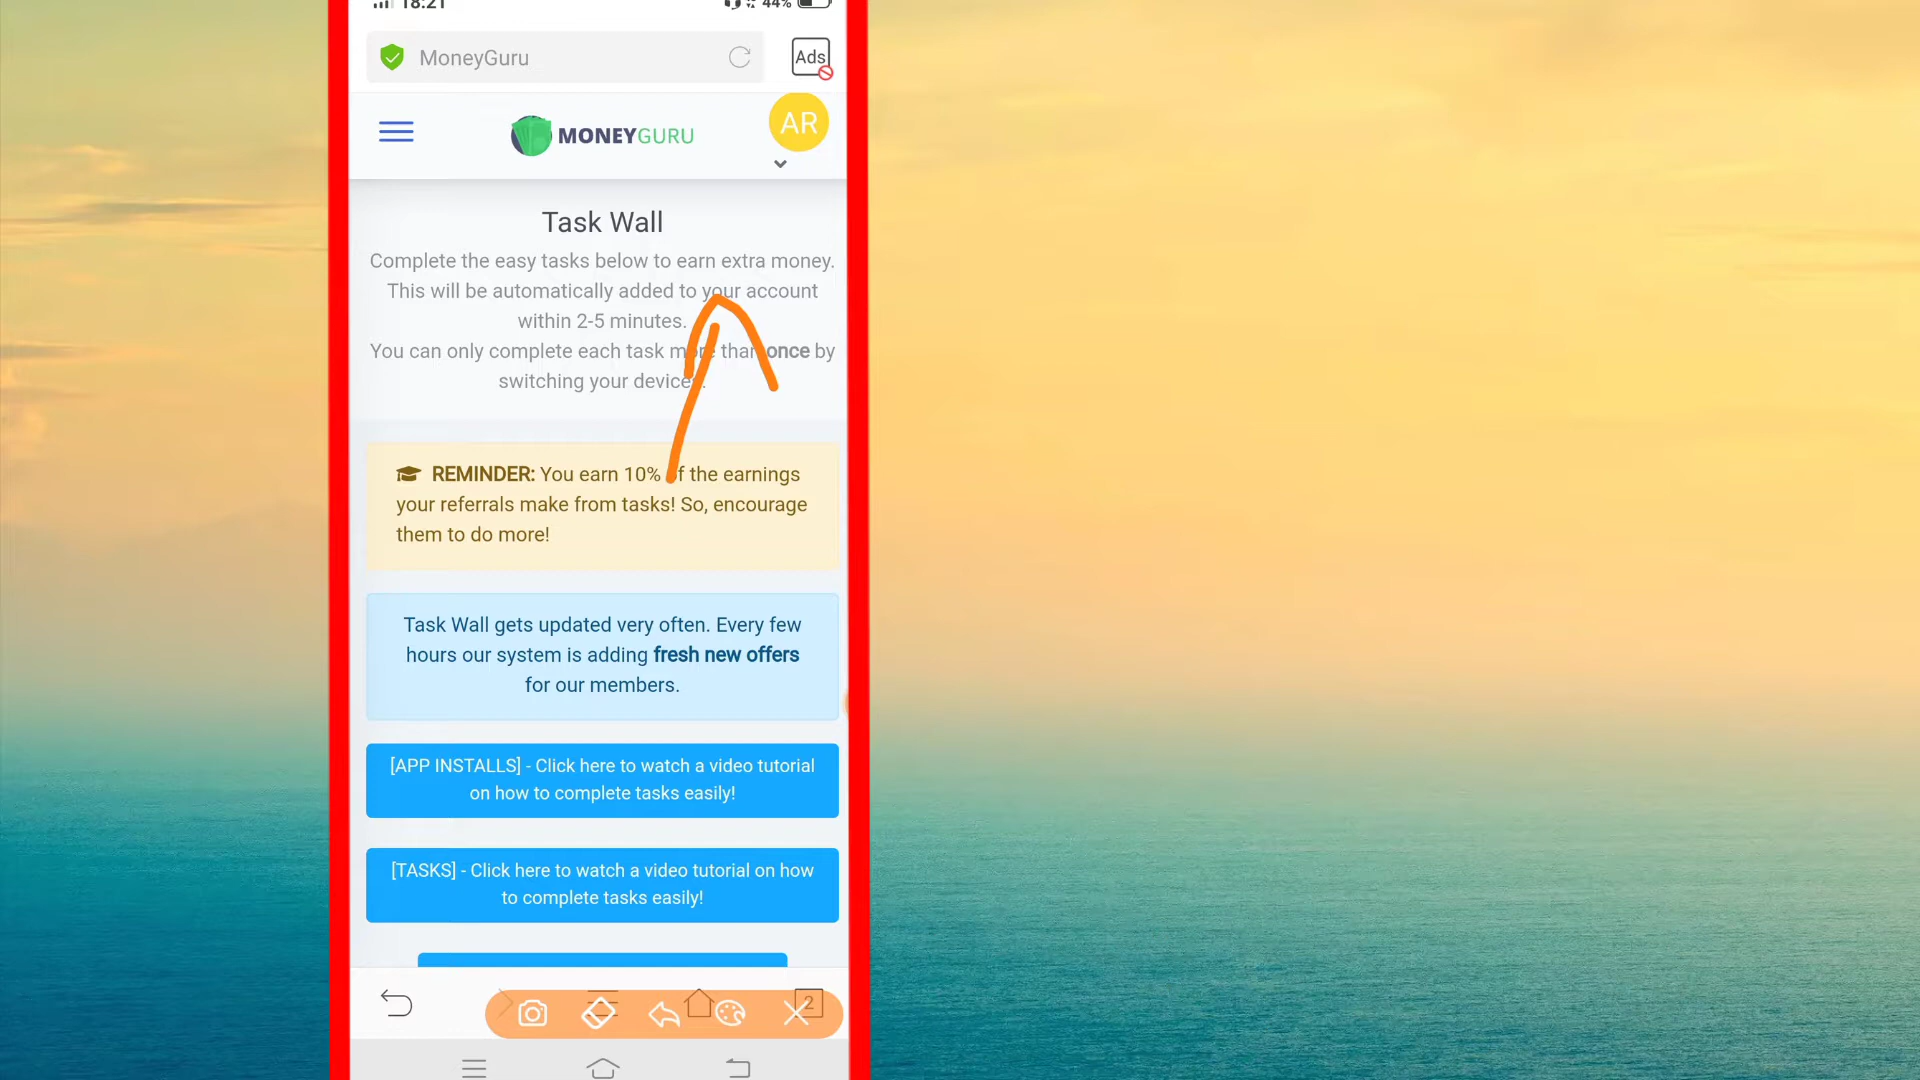 18:21 44%
MoneyGuru
Ads
MONEYGURU
AR
Task Wall
Complete the easy tasks below to earn extra money.
This will be automatically added to your account
within 2-5 minutes.
You can only complete each task more than once by
switching your devices.
REMINDER: You earn 10% of the earnings
your referrals make from tasks! So, encourage
them to do more!
Task Wall gets updated very often. Every few
hours our system is adding fresh new offers
for our members.
[APP INSTALLS] - Click here to watch a video tutorial
on how to complete tasks easily!
[TASKS] - Click here to watch a video tutorial on how
to complete tasks easily!
2